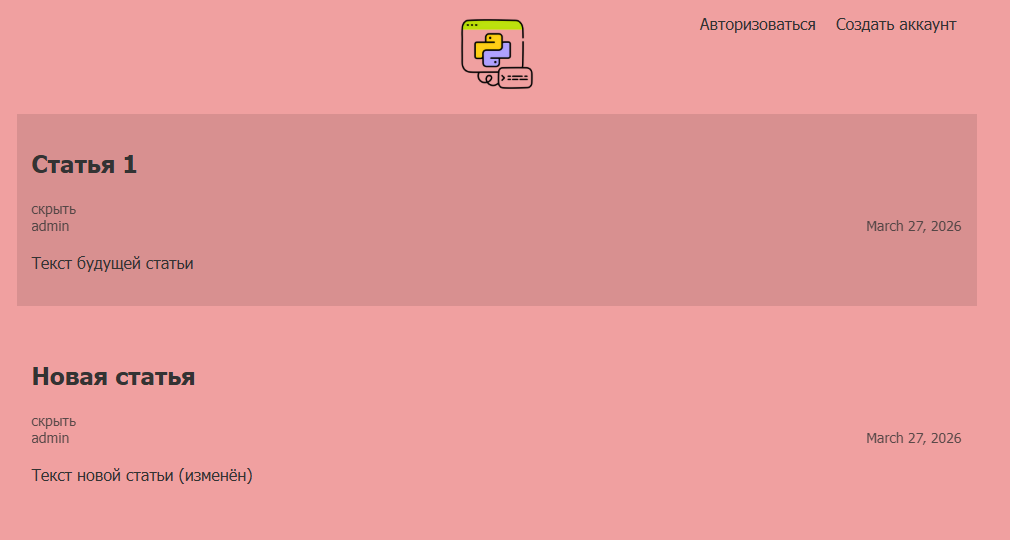 Авторизоваться Создать аккаунт
Статья 1
скрыть
admin March 27, 2026
Текст будущей статьи
Новая статья
скрыть
admin March 27, 2026
Текст новой статьи (изменён)